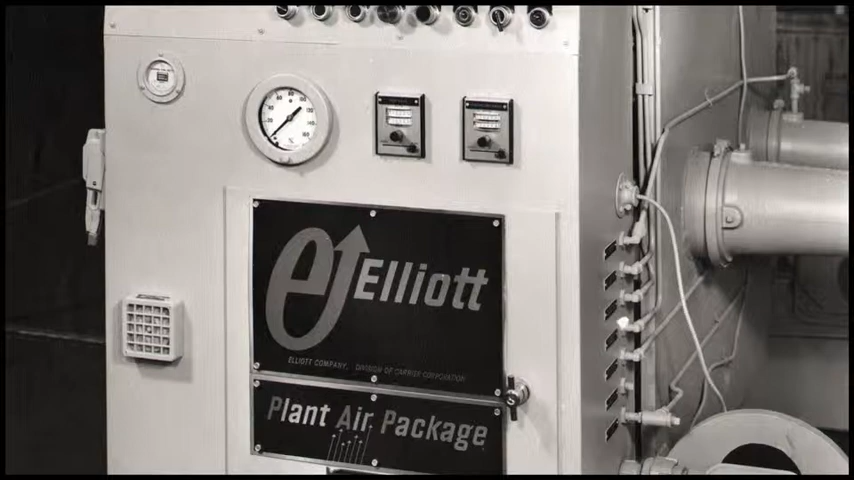 Elliott
ELLIOTT COMPANY, DIVISION OF CARRIER CORPORATION
Plant Air Package